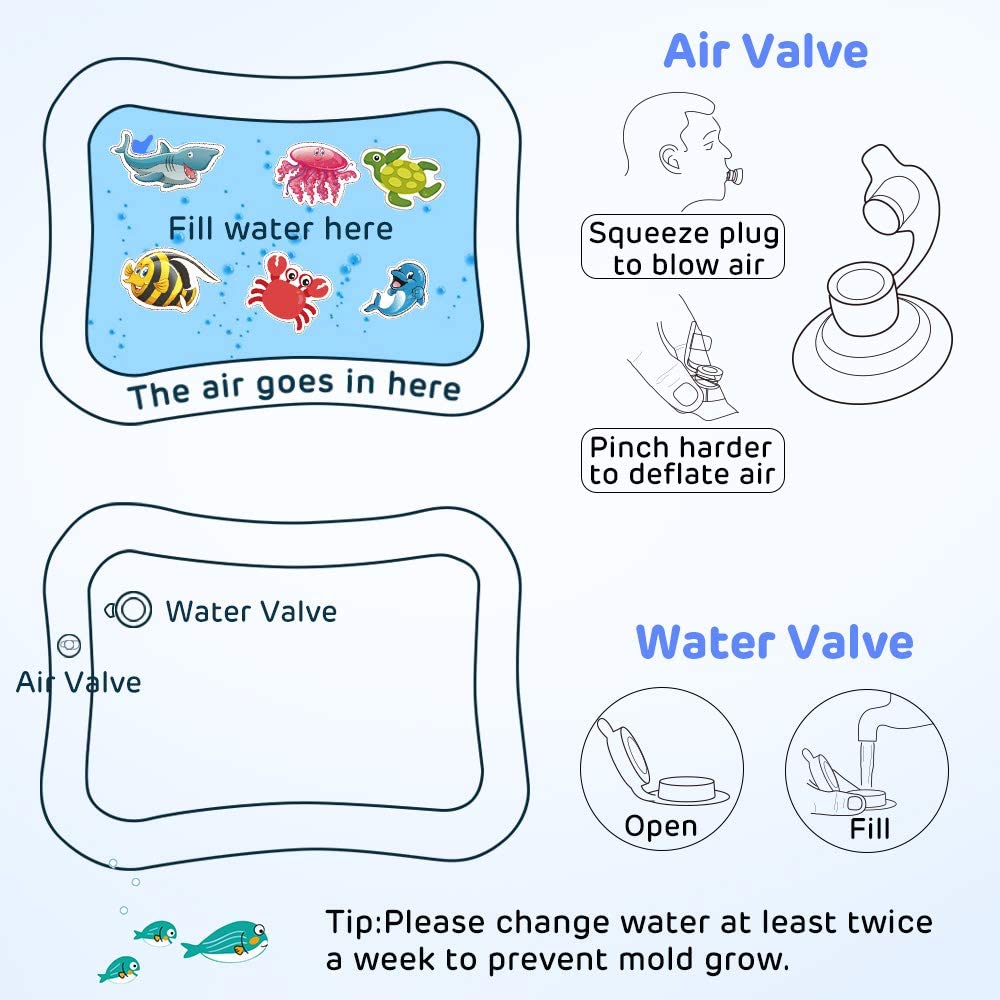 Air Valve
Squeeze plug
to blow air
Fill water here
The air goes in here
Pinch harder
to deflate air
Water Valve
Air Valve
Water Valve
Open
Fill
Tip:Please change water at least twice
a week to prevent mold grow.